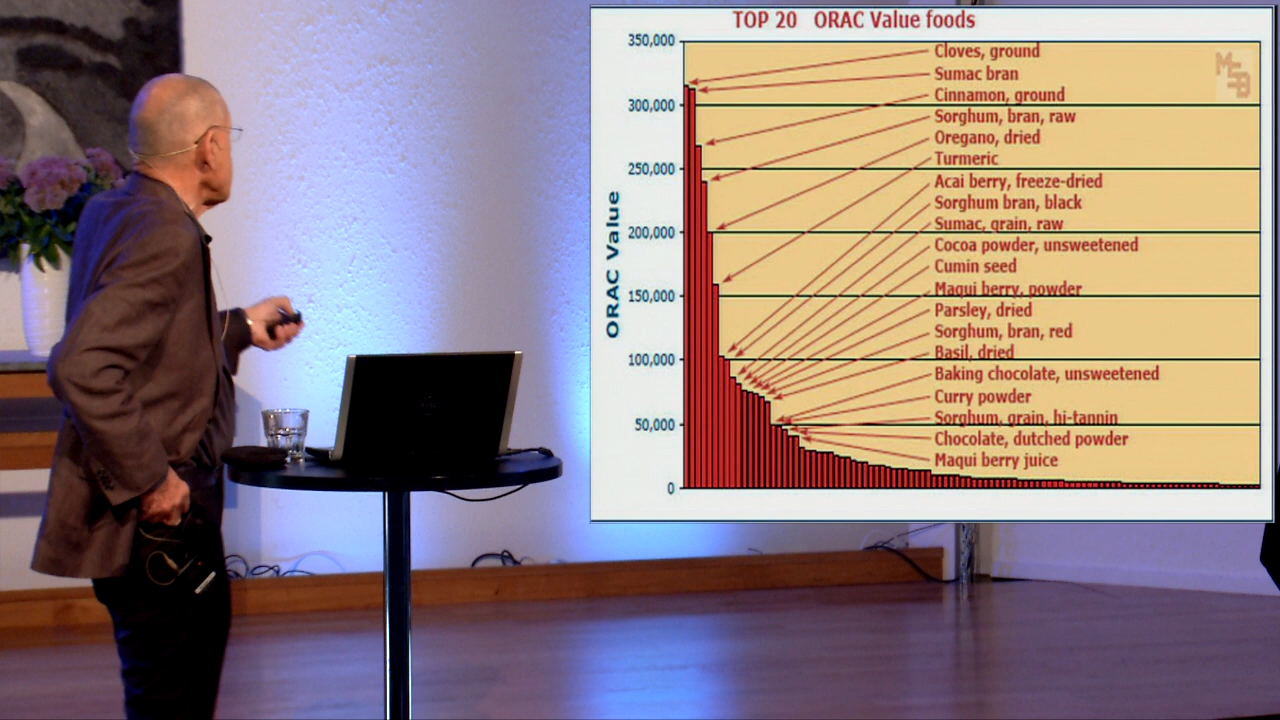 TOP 20 ORAC Value foods
350,000
300,000
250,000
200,000
150,000
100,000
50,000
0
ORAC Value
Cloves, ground
Sumac bran
Cinnamon, ground
Sorghum, bran, raw
Oregano, dried
Turmeric
Acai berry, freeze-dried
Sorghum bran, black
Sumac, grain, raw
Cocoa powder, unsweetened
Cumin seed
Maqui berry, powder
Parsley, dried
Sorghum, bran, red
Basil, dried
Baking chocolate, unsweetened
Curry powder
Sorghum, grain, hi-tannin
Chocolate, dutched powder
Maqui berry juice